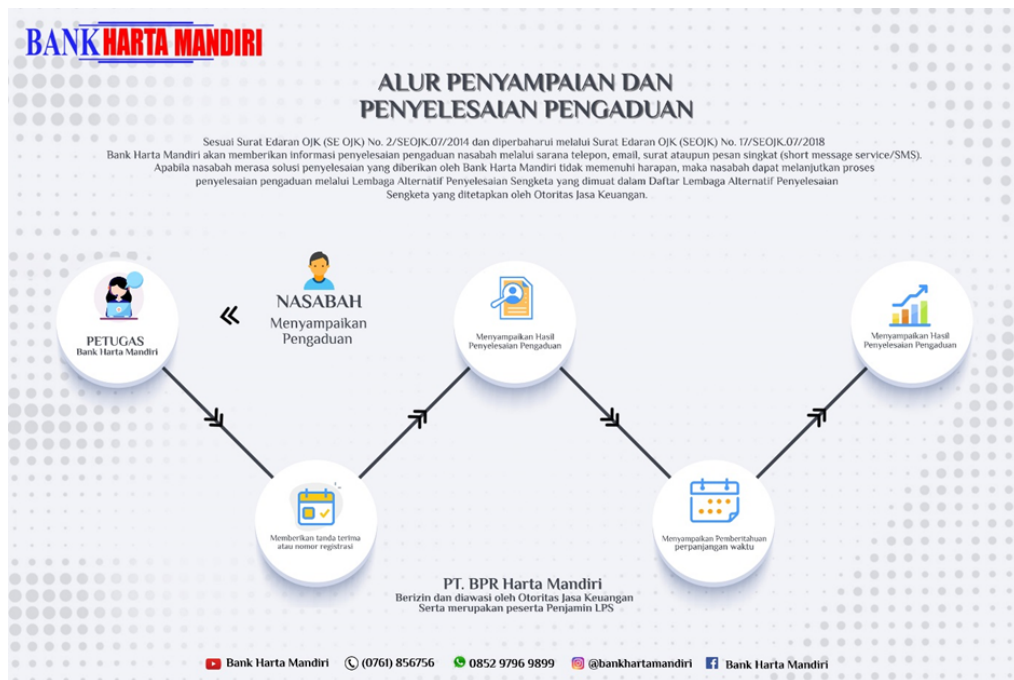 BANK HARTA MANDIRI
ALUR PENYAMPAIAN DAN
PENYELESAIAN PENGADUAN
Sesuai Surat Edaran OJK (SE OJK) No. 2/SEOJK.07/2014 dan diperbaharui melalui Surat Edaran OJK (SEOJK) No. 17/SEOJK.07/2018
Bank Harta Mandiri akan memberikan informasi penyelesaian pengaduan nasabah melalui sarana telepon, email, surat ataupun pesan singkat (short message service/SMS).
Apabila nasabah merasa solusi penyelesaian yang diberikan oleh Bank Harta Mandiri tidak memenuhi harapan, maka nasabah dapat melanjutkan proses
penyelesaian pengaduan melalui Lembaga Alternatif Penyelesaian Sengketa yang dimuat dalam Daftar Lembaga Alternatif Penyelesaian
Sengketa yang ditetapkan oleh Otoritas Jasa Keuangan.
NASABAH
Menyampaikan
Pengaduan
PETUGAS
Bank Harta Mandiri
Memberikan tanda terima
atau nomor registrasi
Menyampaikan Hasil
Penyelesaian Pengaduan
Menyampaikan Pemberitahuan
perpanjangan waktu
Menyampaikan Hasil
Penyelesaian Pengaduan
PT. BPR Harta Mandiri
Berizin dan diawasi oleh Otoritas Jasa Keuangan
Serta merupakan peserta Penjamin LPS
Bank Harta Mandiri (0761) 856756 0852 9796 9899 @bankhartamandiri Bank Harta Mandiri